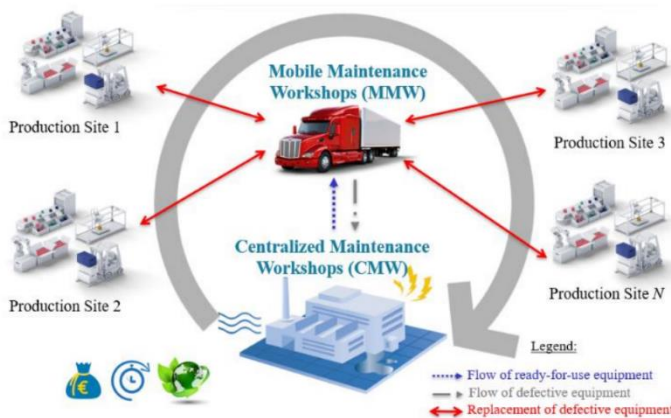 Mobile Maintenance
Workshops (MMW)
Production Site 1
Production Site 3
Centralized Maintenance
Workshops (CMW)
Production Site 2
Production Site N
Legend:
Flow of ready-for-use equipment
Flow of defective equipment
Replacement of defective equipment
€